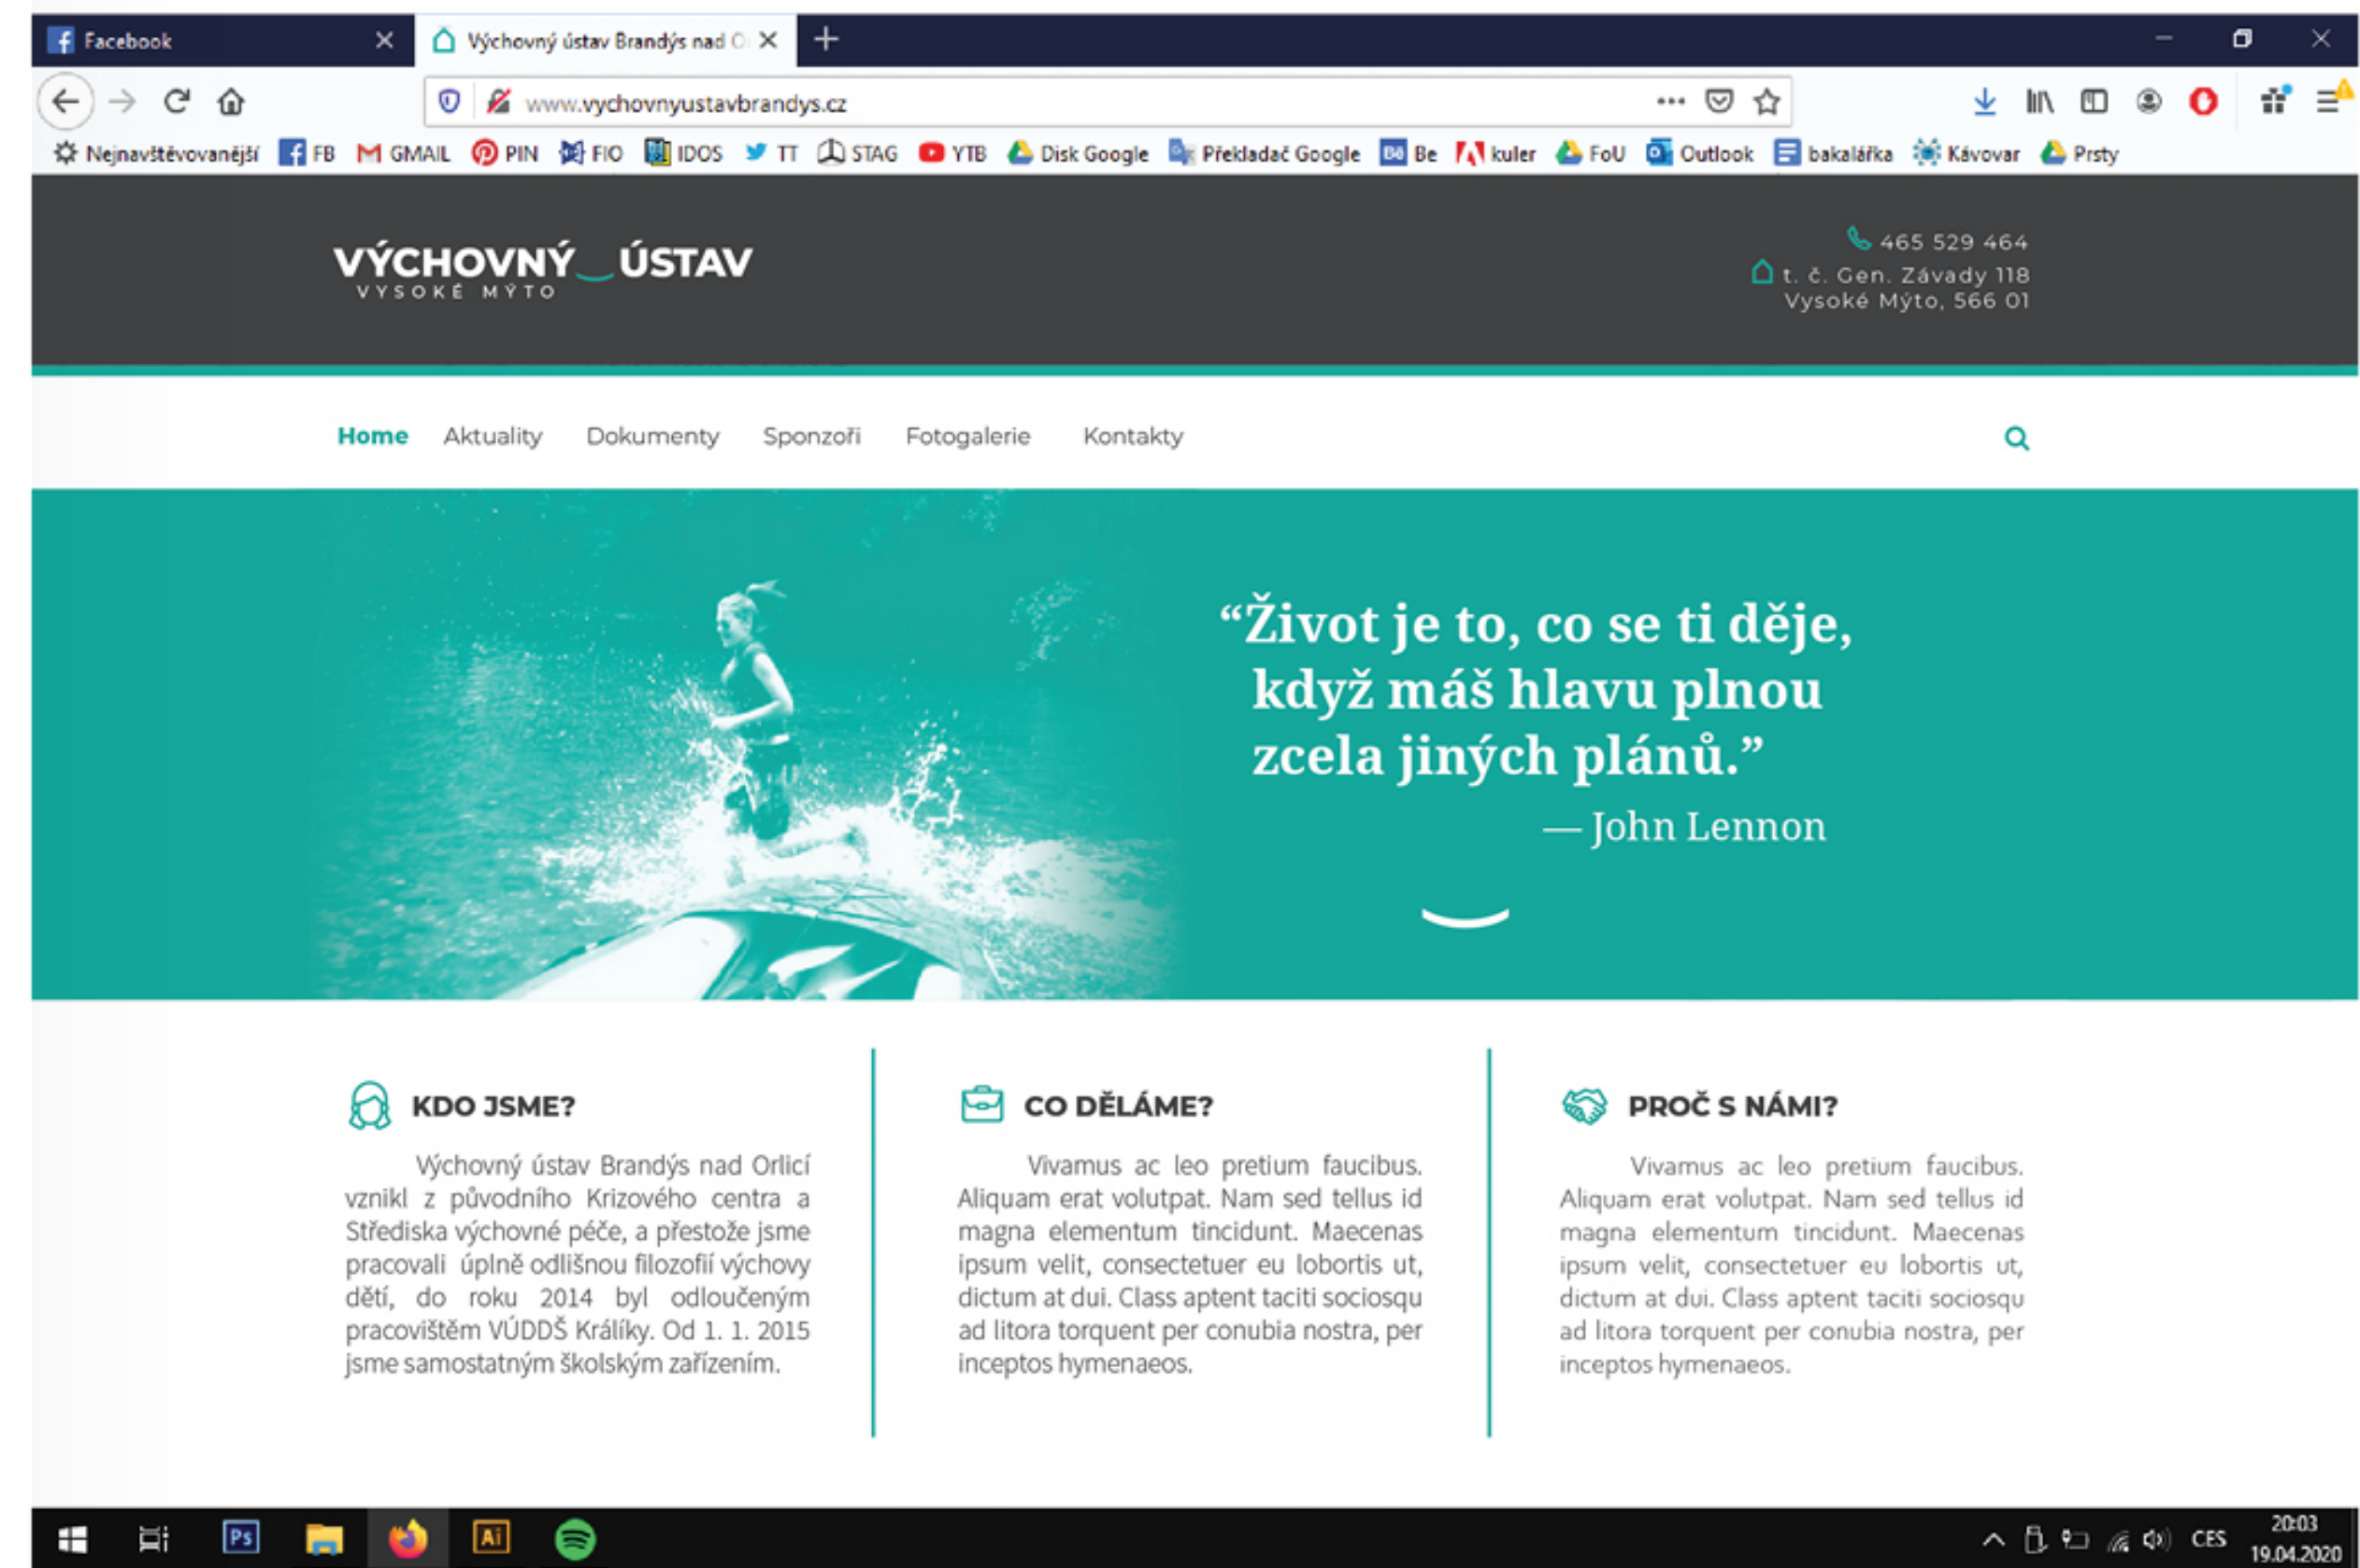 Facebook
Výchovný ústav Brandýs nad O
www.vychovnyustavbrandys.cz
Nejnavštěvovanější FB GMAIL PIN FIO IDOS TT STAG YTB Disk Google Překladač Google Be kuler FoU Outlook bakalářka Kávovar Prsty
VÝCHOVNÝ ÚSTAV
VYSOKÉ MÝTO
465 529 464
t. č. Gen. Závady 118
Vysoké Mýto, 566 01
Home Aktuality Dokumenty Sponzoři Fotogalerie Kontakty
“Život je to, co se ti děje,
když máš hlavu plnou
zcela jiných plánů.”
— John Lennon
KDO JSME?
Výchovný ústav Brandýs nad Orlicí
vznikl z původního Krizového centra a
Střediska výchovné péče, a přestože jsme
pracovali úplně odlišnou filozofií výchovy
dětí, do roku 2014 byl odloučeným
pracovištěm VÚDDŠ Králíky. Od 1. 1. 2015
jsme samostatným školským zařízením.
CO DĚLÁME?
Vivamus ac leo pretium faucibus.
Aliquam erat volutpat. Nam sed tellus id
magna elementum tincidunt. Maecenas
ipsum velit, consectetuer eu lobortis ut,
dictum at dui. Class aptent taciti sociosqu
ad litora torquent per conubia nostra, per
inceptos hymenaeos.
PROČ S NÁMI?
Vivamus ac leo pretium faucibus.
Aliquam erat volutpat. Nam sed tellus id
magna elementum tincidunt. Maecenas
ipsum velit, consectetuer eu lobortis ut,
dictum at dui. Class aptent taciti sociosqu
ad litora torquent per conubia nostra, per
inceptos hymenaeos.
Ps
Ai
CES
20:03
19.04.2020